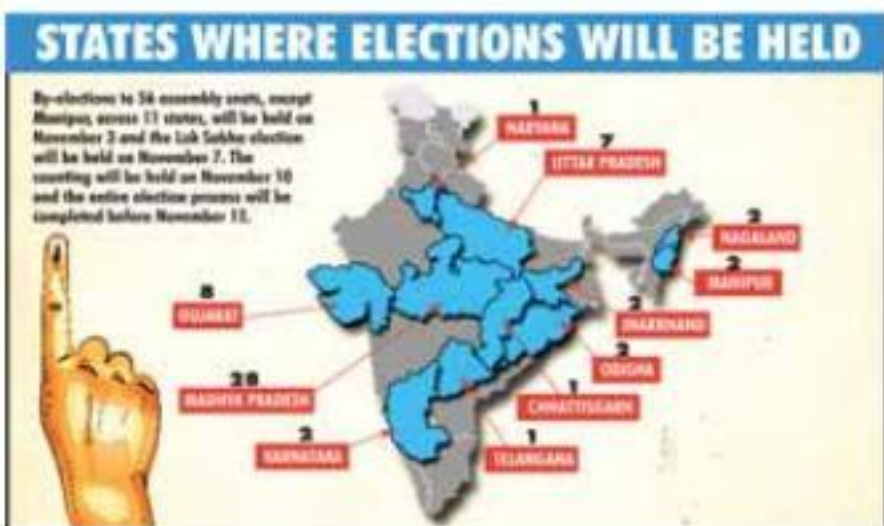 STATES WHERE ELECTIONS WILL BE HELD
By-elections to 56 assembly seats, except
Manipur, across 11 states, will be held on
November 3 and the Lok Sabha election
will be held on November 7. The
counting will be held on November 10
and the entire election process will be
completed before November 12.
1
HARYANA
7
UTTAR PRADESH
2
NAGALAND
2
MANIPUR
8
GUJARAT
2
JHARKHAND
2
ODISHA
28
MADHYA PRADESH
1
CHHATTISGARH
2
KARNATAKA
1
TELANGANA